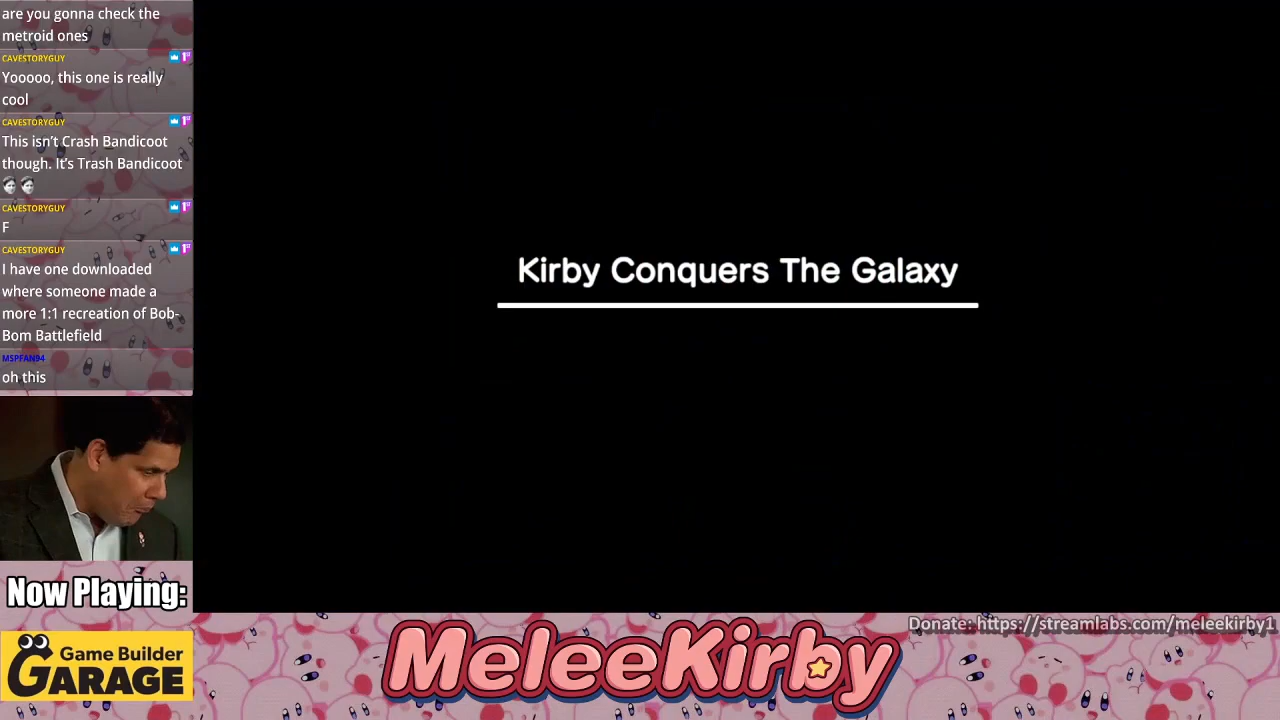 are you gonna check the
metroid ones
CAVESTORYGUY
Yooooo, this one is really
cool
CAVESTORYGUY
This isn't Crash Bandicoot
though. It's Trash Bandicoot
CAVESTORYGUY
F
CAVESTORYGUY
I have one downloaded
where someone made a
more 1:1 recreation of Bob-
Bom Battlefield
MSPFAN94
oh this
Kirby Conquers The Galaxy
Now Playing:
Game Builder
GARAGE
MeleeKirby
Donate: https://streamlabs.com/meleekirby1